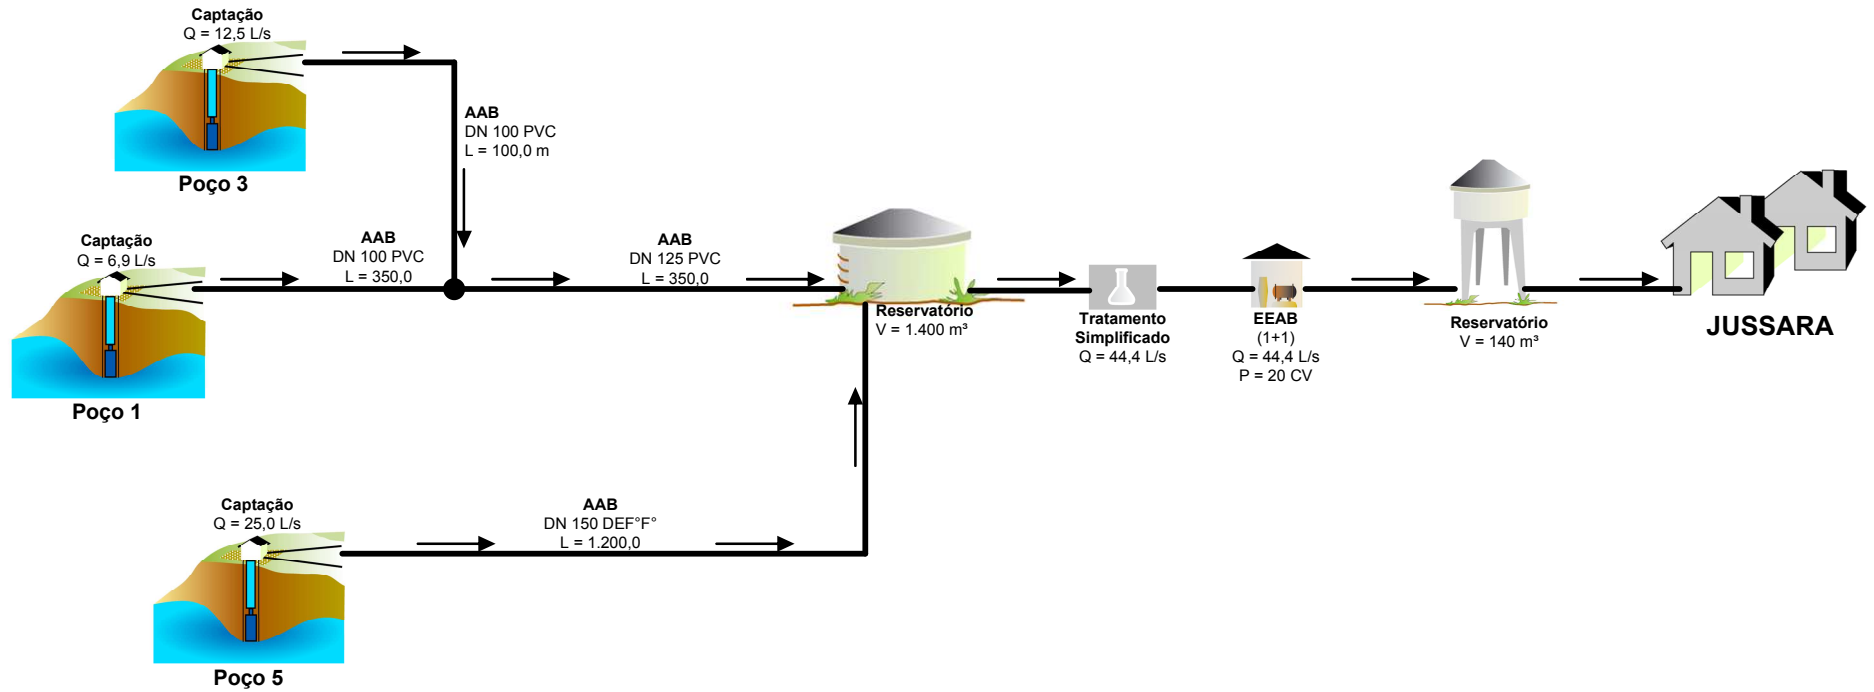 Captação
Q = 12,5 L/s
AAB
DN 100 PVC
L = 100,0 m
Poço 3
Captação
Q = 6,9 L/s
AAB
DN 100 PVC
L = 350,0
AAB
DN 125 PVC
L = 350,0
Poço 1
Reservatório
V = 1.400 m³
Tratamento
Simplificado
Q = 44,4 L/s
EEAB
(1+1)
Q = 44,4 L/s
P = 20 CV
Reservatório
V = 140 m³
JUSSARA
Captação
Q = 25,0 L/s
AAB
DN 150 DEF°F°
L = 1.200,0
Poço 5